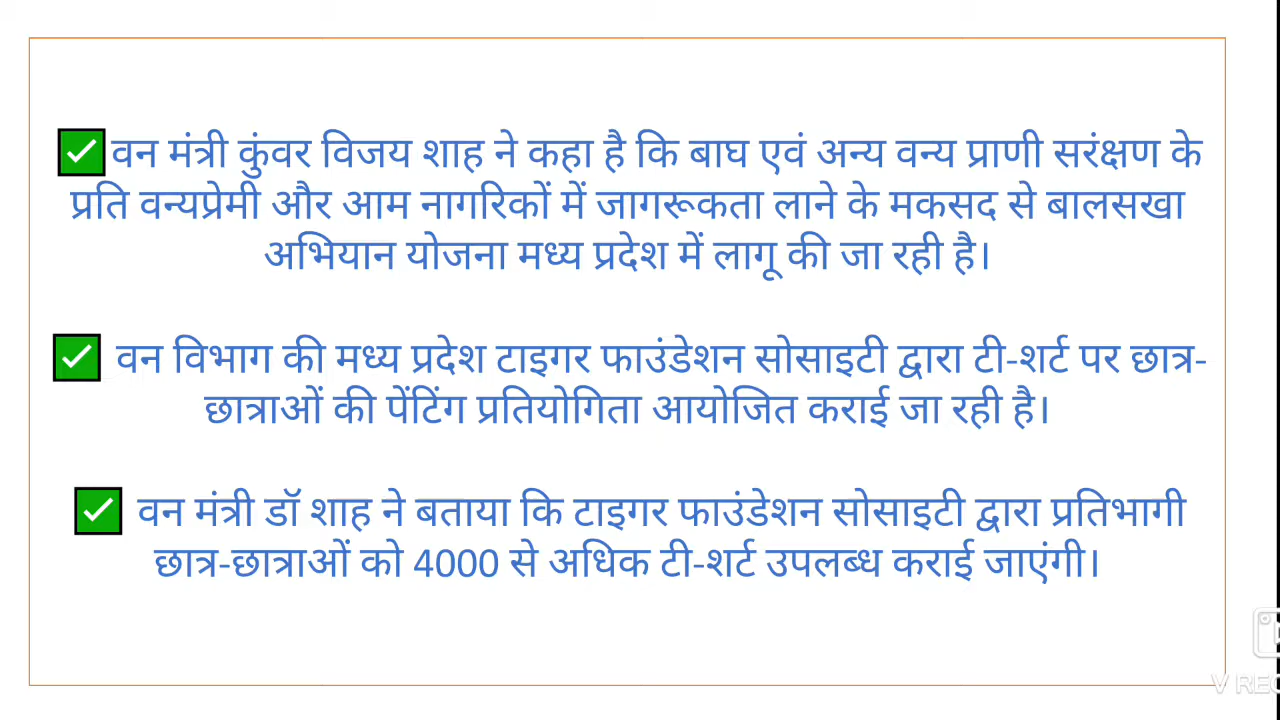 ✅ वन मंत्री कुंवर विजय शाह ने कहा है कि बाघ एवं अन्य वन्य प्राणी सरंक्षण के
प्रति वन्यप्रेमी और आम नागरिकों में जागरूकता लाने के मकसद से बालसखा
अभियान योजना मध्य प्रदेश में लागू की जा रही है।
✅ वन विभाग की मध्य प्रदेश टाइगर फाउंडेशन सोसाइटी द्वारा टी-शर्ट पर छात्र-
छात्राओं की पेंटिंग प्रतियोगिता आयोजित कराई जा रही है।
✅ वन मंत्री डॉ शाह ने बताया कि टाइगर फाउंडेशन सोसाइटी द्वारा प्रतिभागी
छात्र-छात्राओं को 4000 से अधिक टी-शर्ट उपलब्ध कराई जाएंगी।
V REC